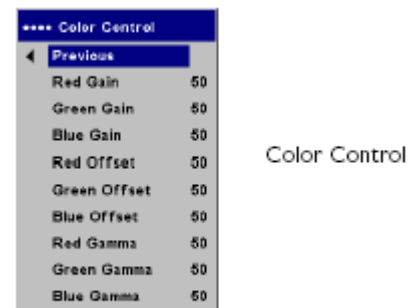 •••• Color Control
Previous
Red Gain 50
Green Gain 50
Blue Gain 50
Red Offset 50
Green Offset 50
Blue Offset 50
Red Gamma 50
Green Gamma 50
Blue Gamma 50
Color Control